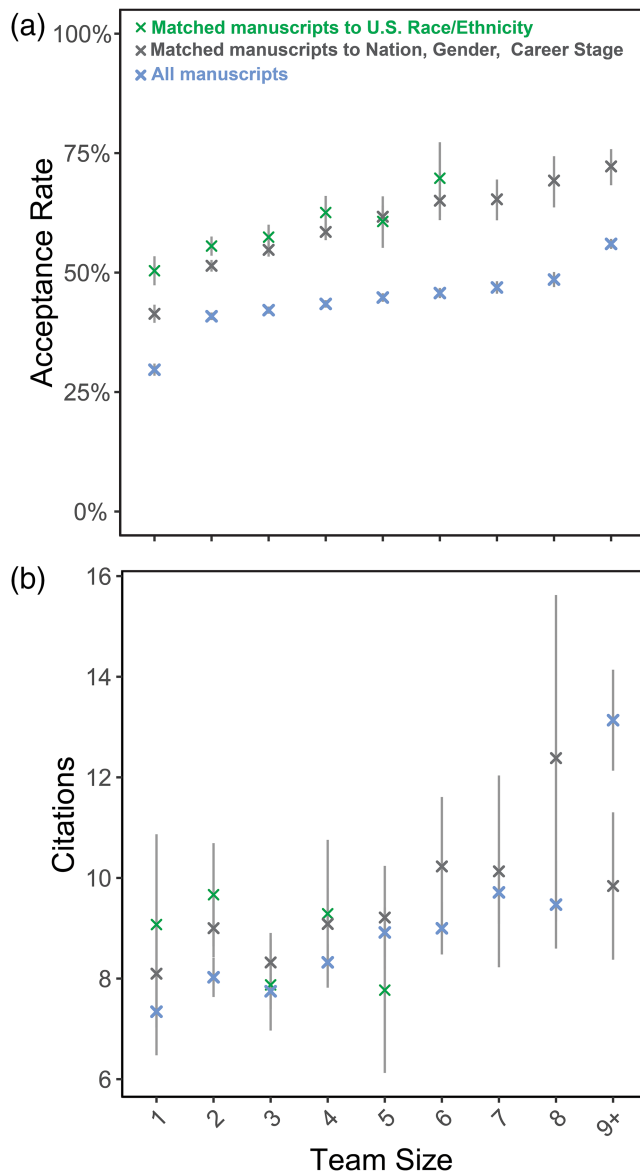 (a)
100%
75%
50%
25%
0%
Acceptance Rate
Matched manuscripts to U.S. Race/Ethnicity
Matched manuscripts to Nation, Gender, Career Stage
All manuscripts
(b)
16
14
12
10
8
6
Citations
1 2 3 4 5 6 7 8 9+
Team Size